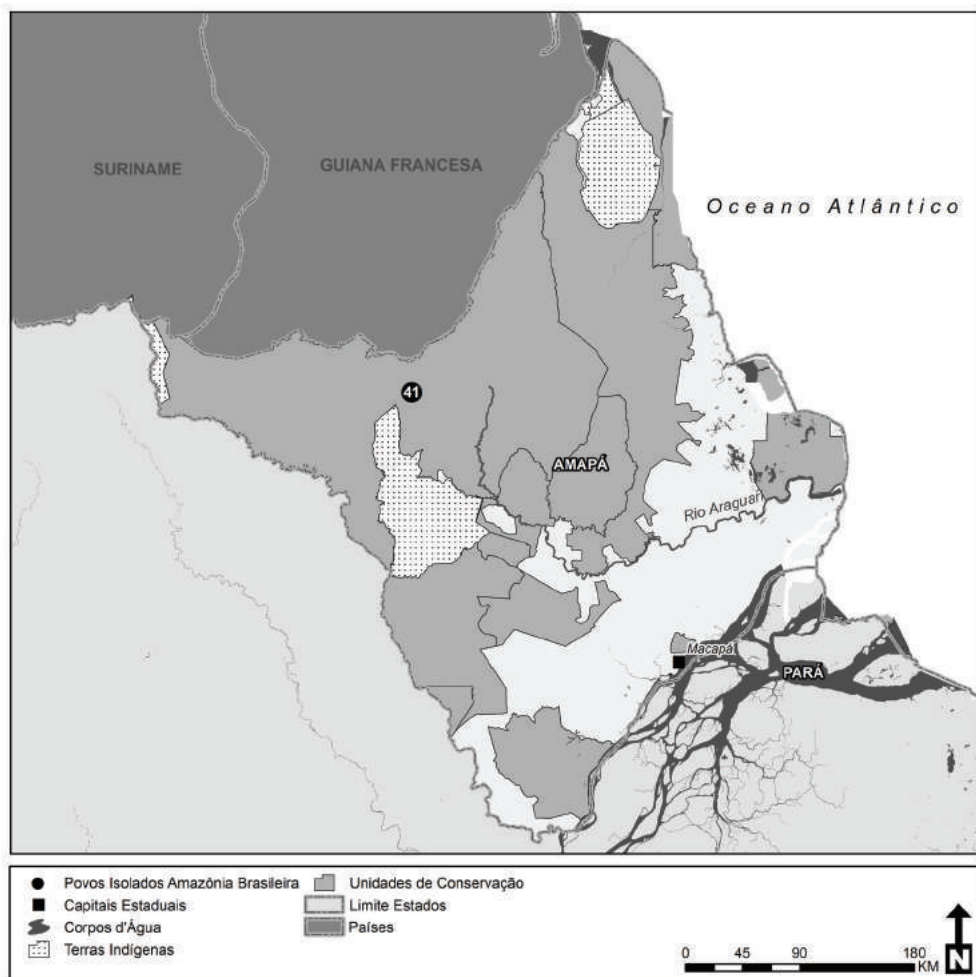 SURINAME
GUIANA FRANCESA
Oceano Atlântico
41
AMAPÁ
Rio Araguari
Macapá
PARÁ
Povos Isolados Amazônia Brasileira
Capitais Estaduais
Corpos d'Água
Terras Indígenas
Unidades de Conservação
Limite Estados
Países
0 45 90 180
KM
N